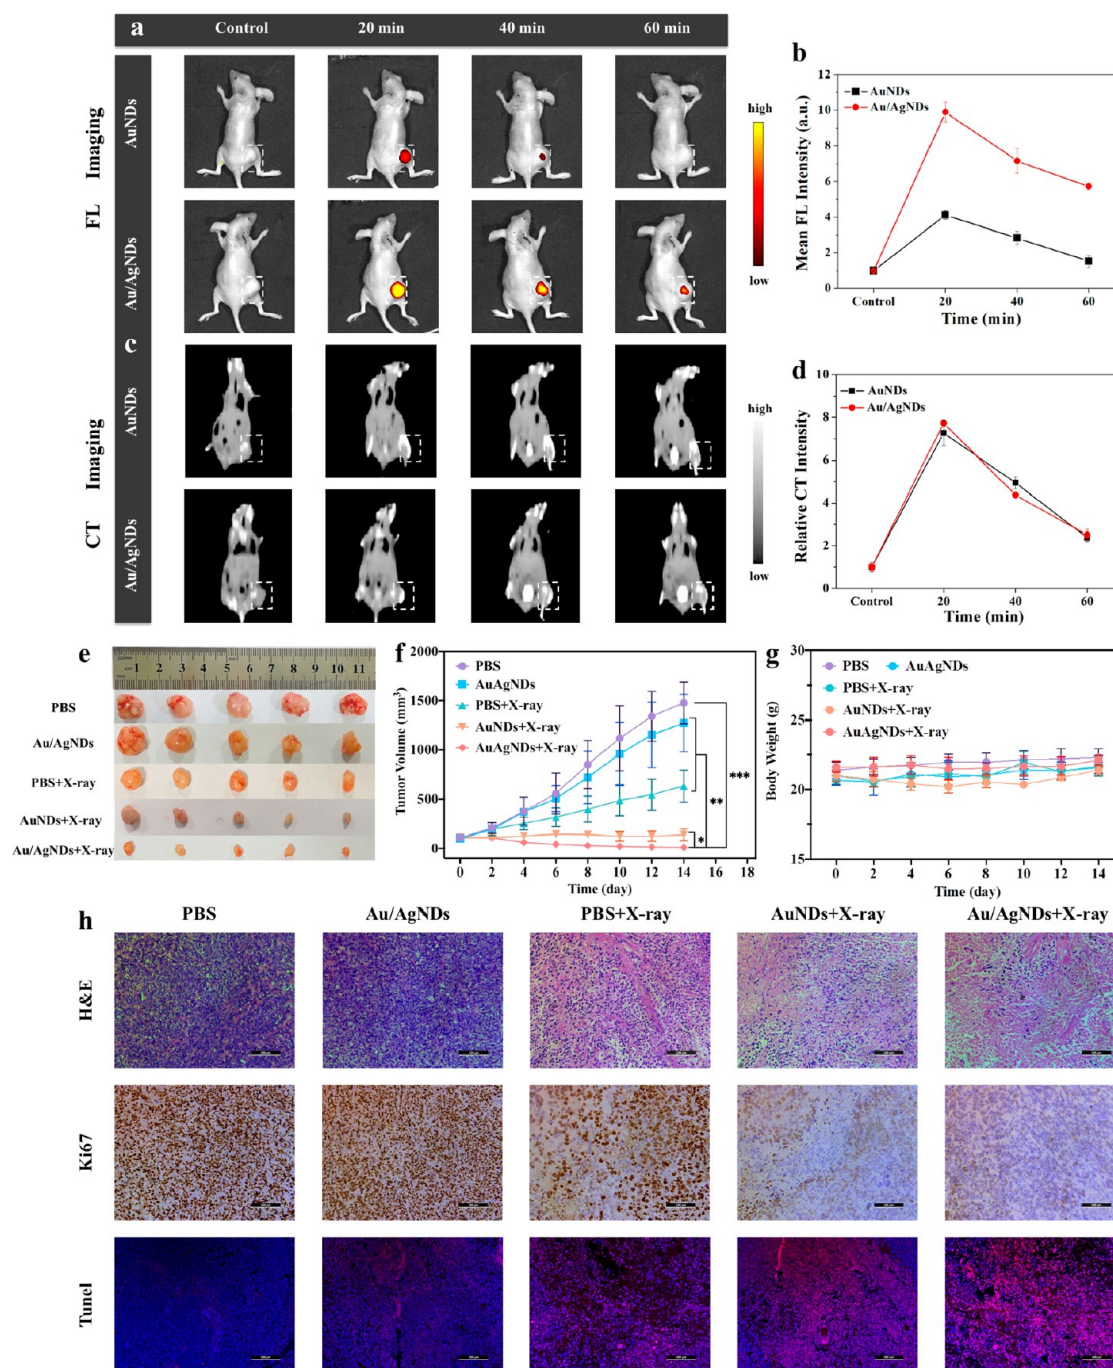 a Control 20 min 40 min 60 min
FL Imaging
AuNDs
Au/AgNDs
high
low
b
Mean FL Intensity (a.u.)
12
10
8
6
4
2
0
AuNDs
Au/AgNDs
Control 20 40 60
Time (min)
c
CT Imaging
AuNDs
Au/AgNDs
high
low
d
Relative CT Intensity
10
8
6
4
2
0
AuNDs
Au/AgNDs
Control 20 40 60
Time (min)
e
1 2 3 4 5 6 7 8 9 10 11
PBS
Au/AgNDs
PBS+X-ray
AuNDs+X-ray
Au/AgNDs+X-ray
f
Tumor Volume (mm³)
2000
1500
1000
500
0
PBS
AuAgNDs
PBS+X-ray
AuNDs+X-ray
AuAgNDs+X-ray
***
**
*
0 2 4 6 8 10 12 14 16 18
Time (day)
g
Body Weight (g)
30
25
20
15
PBS AuAgNDs
PBS+X-ray
AuNDs+X-ray
AuAgNDs+X-ray
0 2 4 6 8 10 12 14
Time (day)
h PBS Au/AgNDs PBS+X-ray AuNDs+X-ray Au/AgNDs+X-ray
H&E
Ki67
Tunel